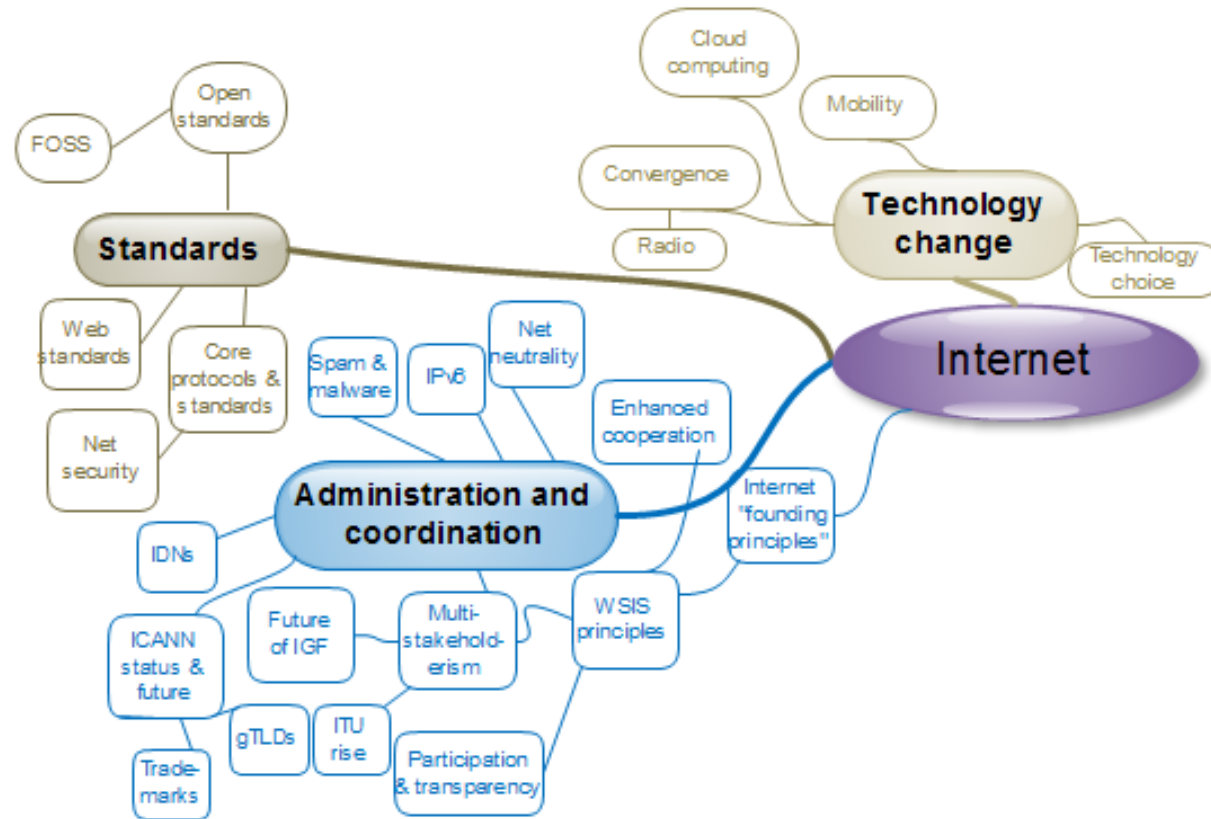 Cloud
computing
Mobility
Open
standards
FOSS
Convergence
Radio
Technology
change
Technology
choice
Standards
Internet
Web
standards
Core
protocols &
standards
Net
security
Spam &
malware
IPv6
Net
neutrality
Enhanced
cooperation
Internet
"founding
principles"
Administration and
coordination
IDNs
ICANN
status &
future
Future
of IGF
Multi-
stakehold-
erism
WSIS
principles
gTLDs
ITU
rise
Trade-
marks
Participation
& transparency